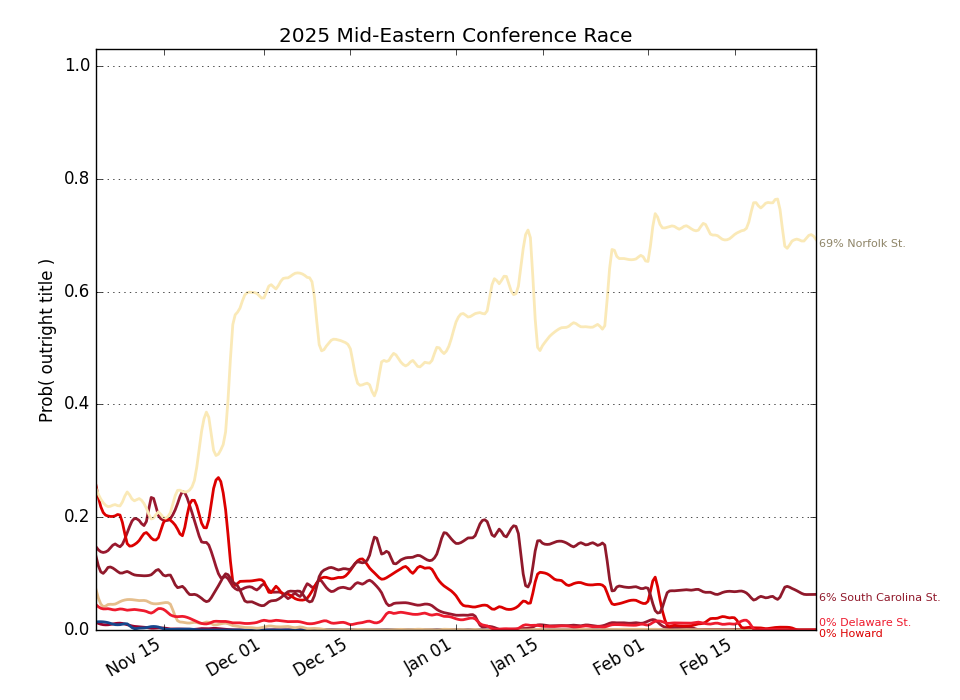 2025 Mid-Eastern Conference Race
Prob( outright title )
1.0
0.8
0.6
0.4
0.2
0.0
69% Norfolk St.
6% South Carolina St.
0% Delaware St.
0% Howard
Nov 15
Dec 01
Dec 15
Jan 01
Jan 15
Feb 01
Feb 15